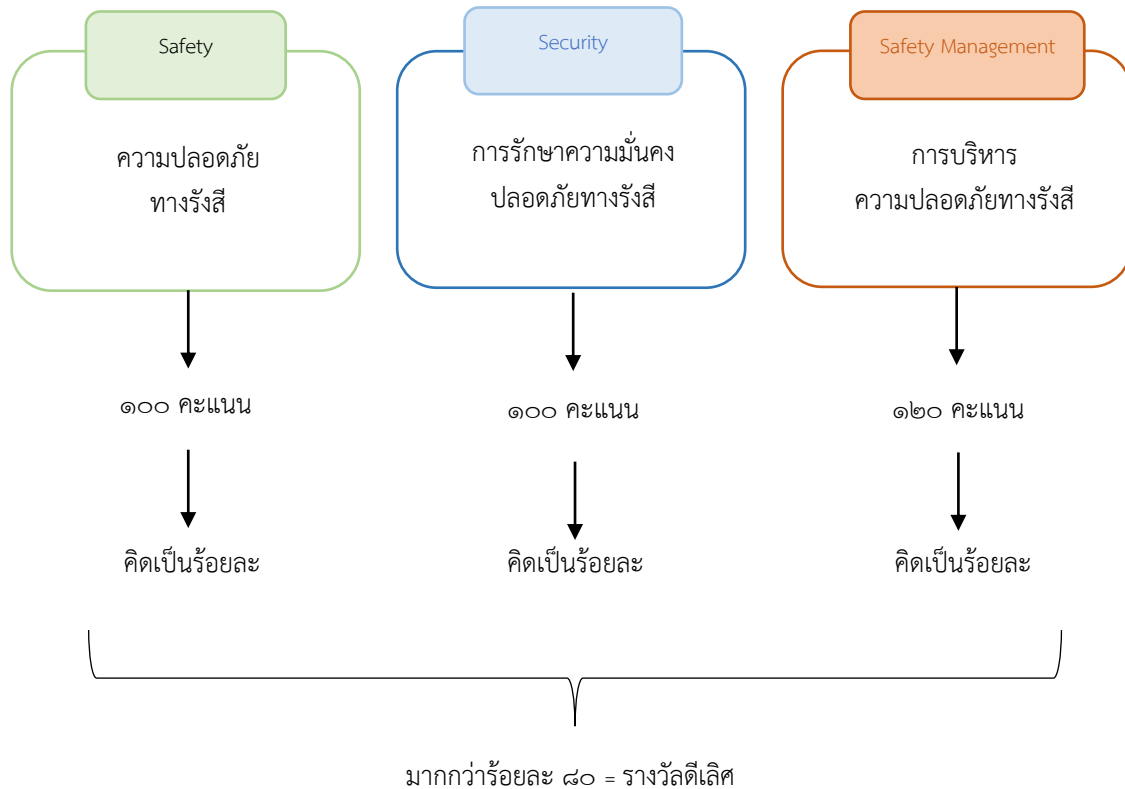 Safety
ความปลอดภัย
ทางรังสี
๑๐๐ คะแนน
คิดเป็นร้อยละ
Security
การรักษาความมั่นคง
ปลอดภัยทางรังสี
๑๐๐ คะแนน
คิดเป็นร้อยละ
Safety Management
การบริหาร
ความปลอดภัยทางรังสี
๑๒๐ คะแนน
คิดเป็นร้อยละ
มากกว่าร้อยละ ๘๐ = รางวัลดีเลิศ